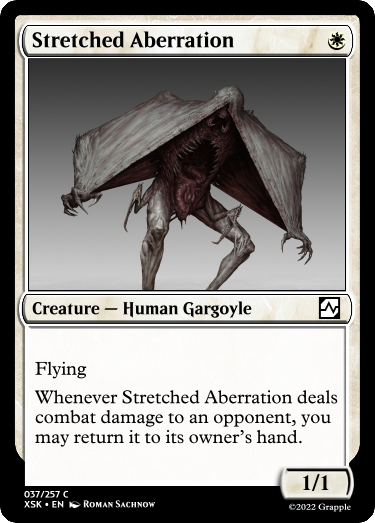 Stretched Aberration
Creature — Human Gargoyle
Flying
Whenever Stretched Aberration deals
combat damage to an opponent, you
may return it to its owner's hand.
1/1
037/257 C
XSK • EN Roman Sachnow
©2022 Grapple